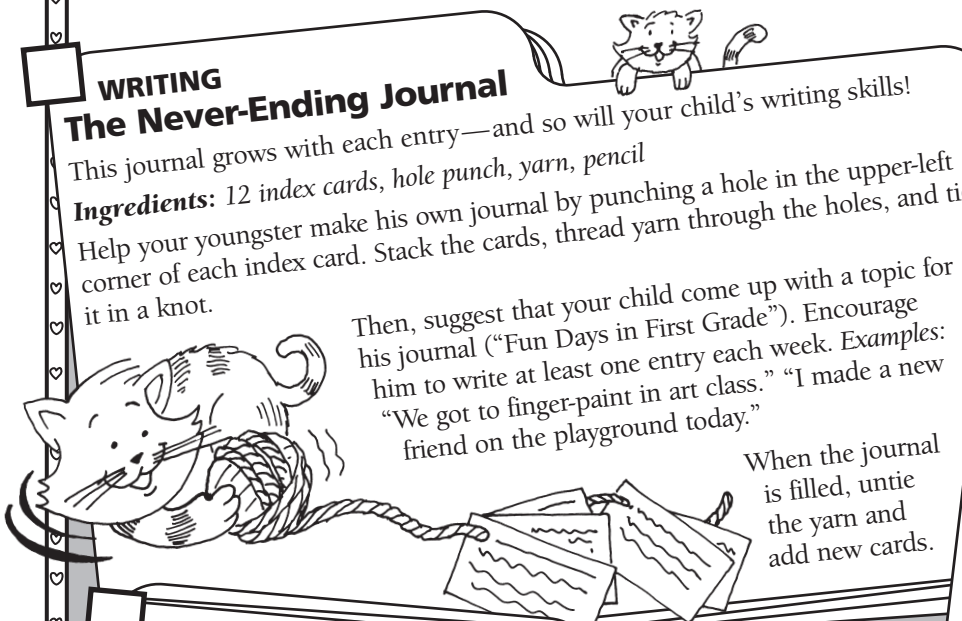 WRITING
The Never-Ending Journal
This journal grows with each entry—and so will your child’s writing skills!
Ingredients: 12 index cards, hole punch, yarn, pencil
Help your youngster make his own journal by punching a hole in the upper-left
corner of each index card. Stack the cards, thread yarn through the holes, and
it in a knot.
Then, suggest that your child come up with a topic for
his journal (“Fun Days in First Grade”). Encourage
him to write at least one entry each week. Examples:
“We got to finger-paint in art class.” “I made a new
friend on the playground today.”
When the journal
is filled, untie
the yarn and
add new cards.